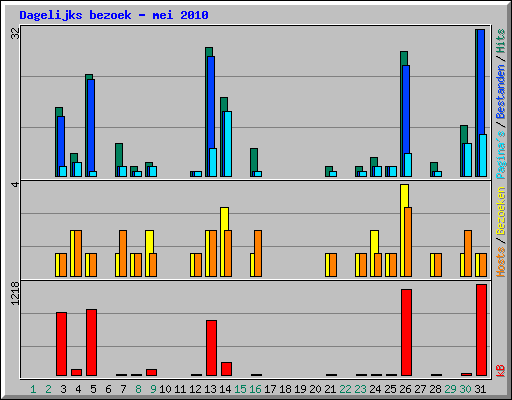 Dagelijks bezoek - mei 2010
32
Pagina's / Bestanden / Hits
4
Hosts / Bezoeken
1218
kB
1 2 3 4 5 6 7 8 9 10 11 12 13 14 15 16 17 18 19 20 21 22 23 24 25 26 27 28 29 30 31